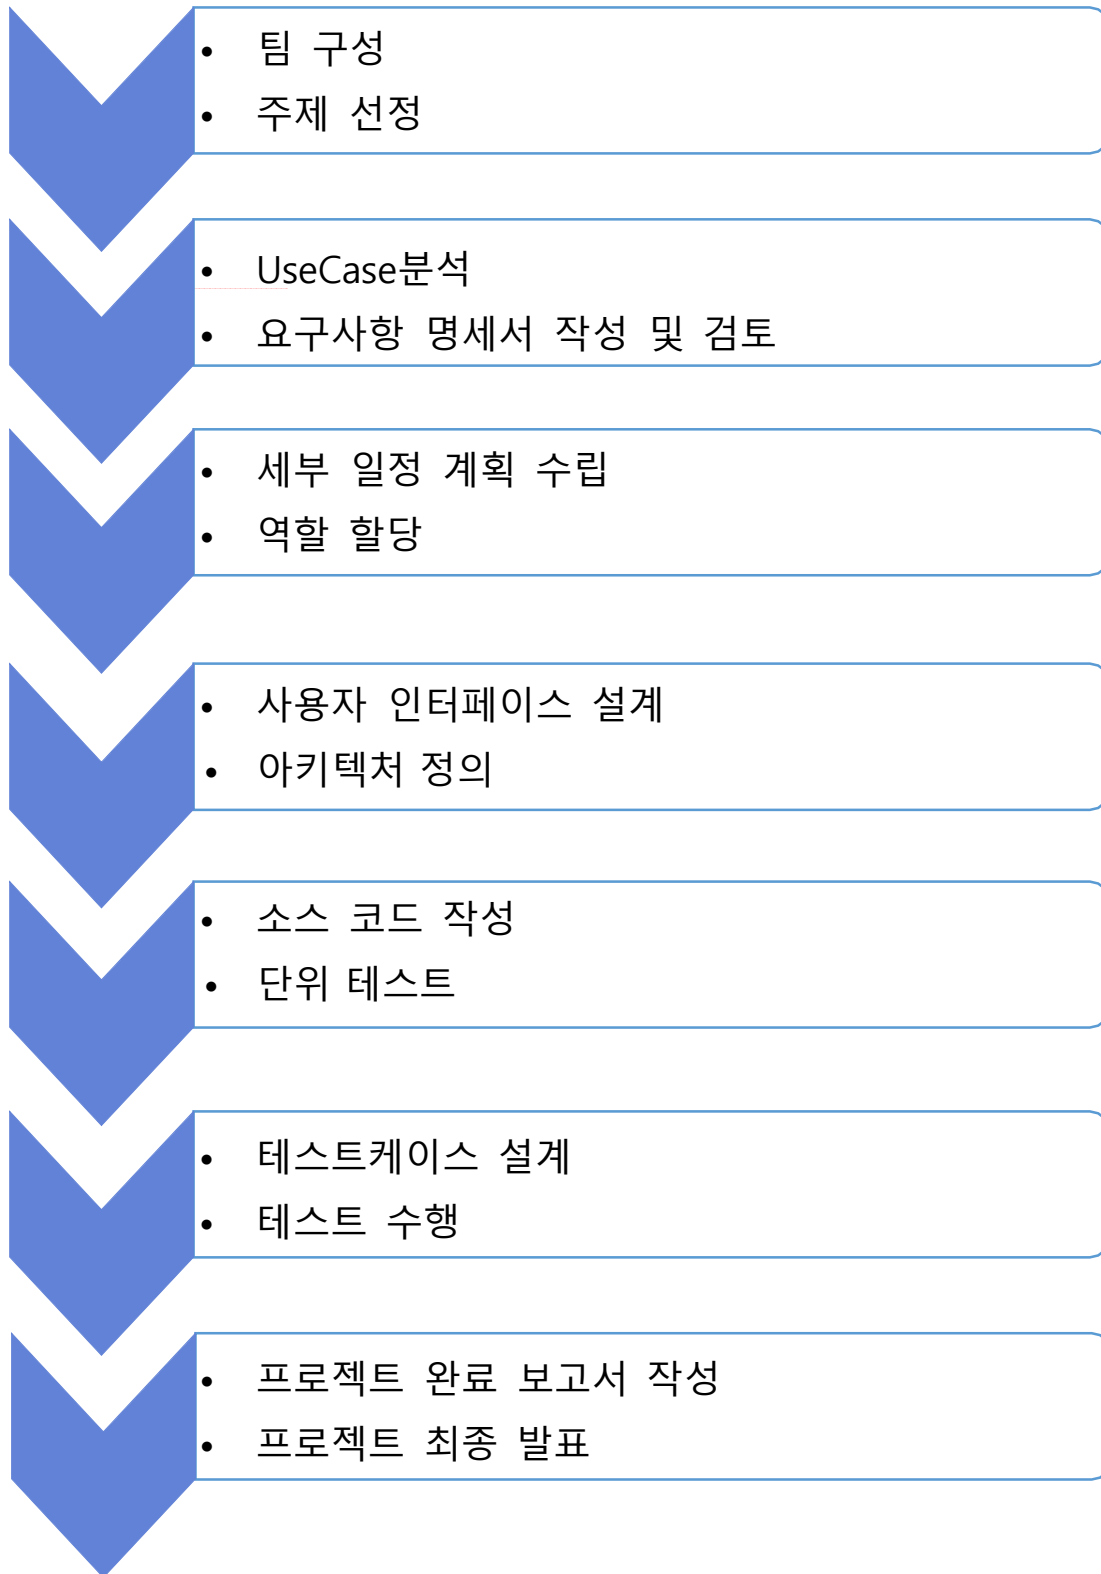 • 팀 구성
• 주제 선정
• UseCase분석
• 요구사항 명세서 작성 및 검토
• 세부 일정 계획 수립
• 역할 할당
• 사용자 인터페이스 설계
• 아키텍처 정의
• 소스 코드 작성
• 단위 테스트
• 테스트케이스 설계
• 테스트 수행
• 프로젝트 완료 보고서 작성
• 프로젝트 최종 발표